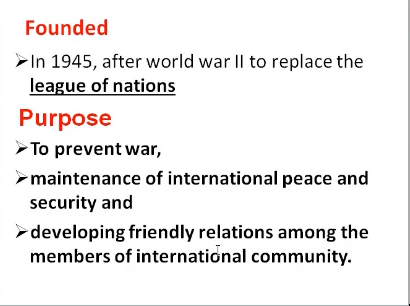 Founded
➢In 1945, after world war II to replace the
league of nations
Purpose
➢To prevent war,
➢maintenance of international peace and
security and
➢developing friendly relations among the
members of international community.